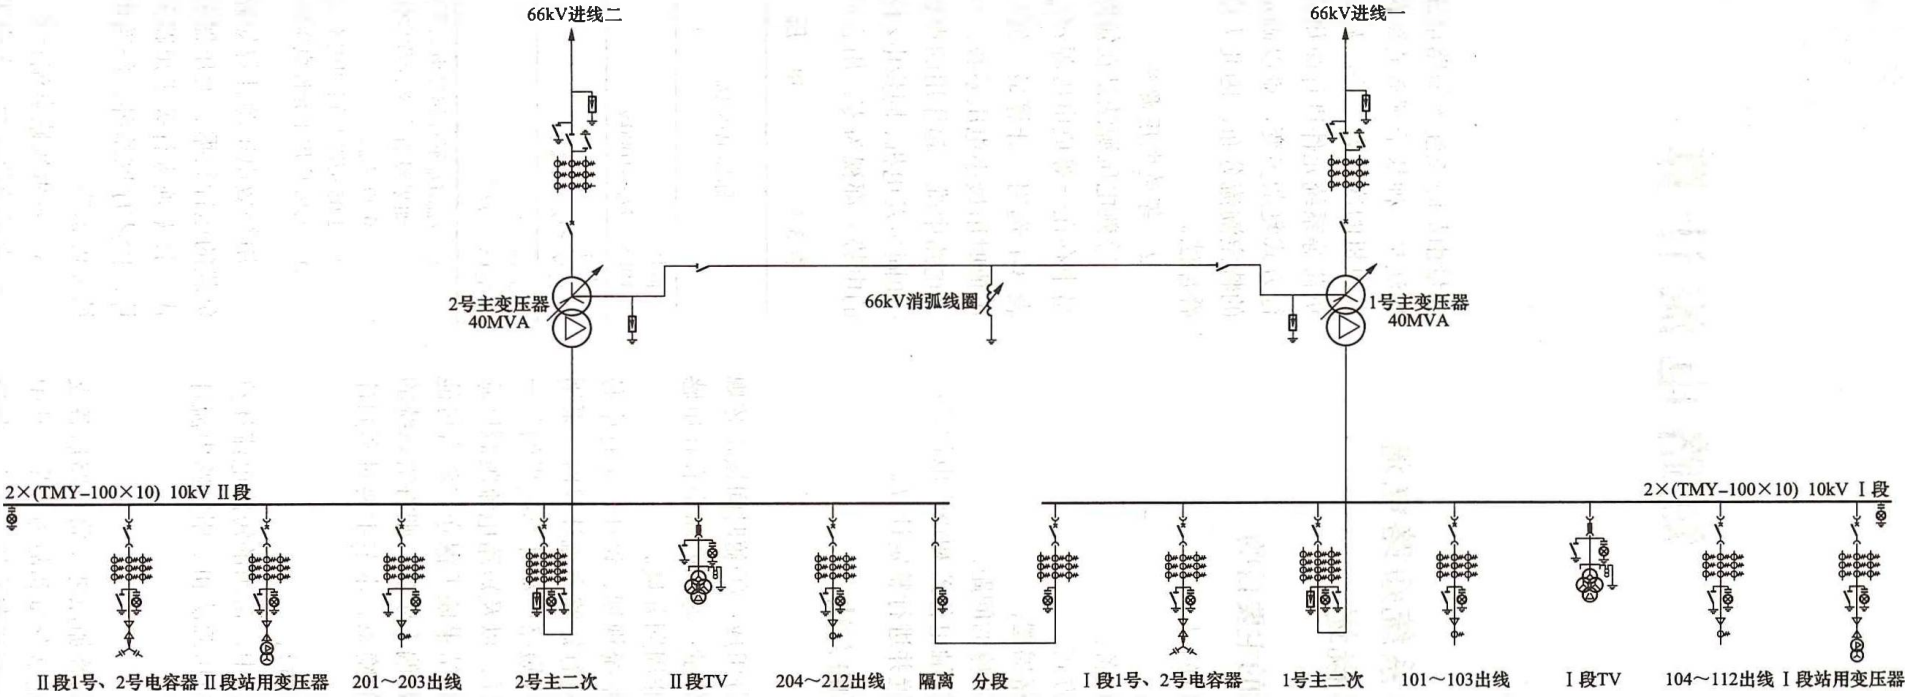 66kV进线二
66kV进线一
2号主变压器
40MVA
66kV消弧线圈
1号主变压器
40MVA
2×(TMY-100×10) 10kV Ⅱ段
2×(TMY-100×10) 10kV Ⅰ段
Ⅱ段1号、2号电容器
Ⅱ段站用变压器
201～203出线
2号主二次
Ⅱ段TV
204～212出线
隔离
分段
Ⅰ段1号、2号电容器
1号主二次
101～103出线
Ⅰ段TV
104～112出线
Ⅰ段站用变压器